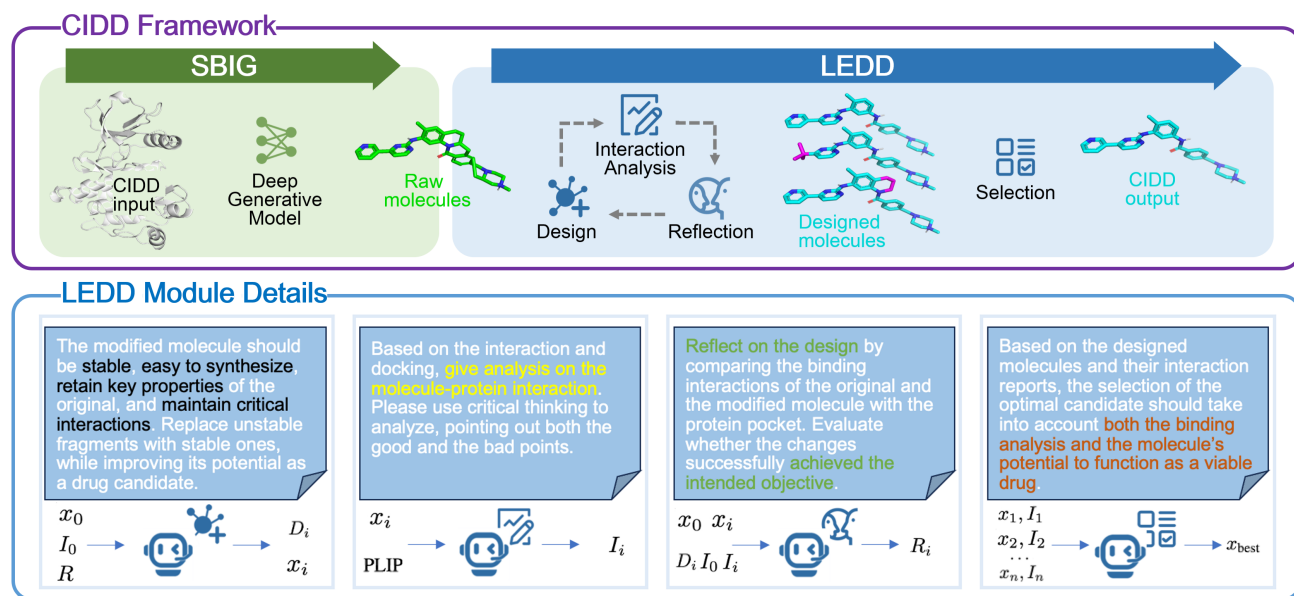 CIDD Framework
SBIG
LEDD
CIDD
input
Deep
Generative
Model
Raw
molecules
Interaction
Analysis
Design
Reflection
Designed
molecules
Selection
CIDD
output
LEDD Module Details
The modified molecule should
be stable, easy to synthesize,
retain key properties of the
original, and maintain critical
interactions. Replace unstable
fragments with stable ones,
while improving its potential as
a drug candidate.
x₀
I₀
R
Dᵢ
xᵢ
Based on the interaction and
docking, give analysis on the
molecule-protein interaction.
Please use critical thinking to
analyze, pointing out both the
good and the bad points.
xᵢ
PLIP
Iᵢ
Reflect on the design by
comparing the binding
interactions of the original and
the modified molecule with the
protein pocket. Evaluate
whether the changes
successfully achieved the
intended objective.
x₀ xᵢ
Dᵢ I₀ Iᵢ
Rᵢ
Based on the designed
molecules and their interaction
reports, the selection of the
optimal candidate should take
into account both the binding
analysis and the molecule's
potential to function as a viable
drug.
x₁, I₁
x₂, I₂
...
xₙ, Iₙ
x_best